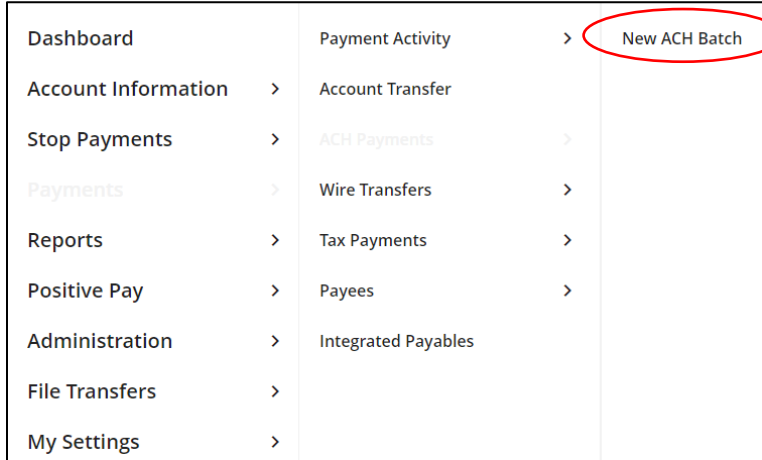 Dashboard
Account Information
Stop Payments
Payments
Reports
Positive Pay
Administration
File Transfers
My Settings
Payment Activity
Account Transfer
ACH Payments
Wire Transfers
Tax Payments
Payees
Integrated Payables
New ACH Batch